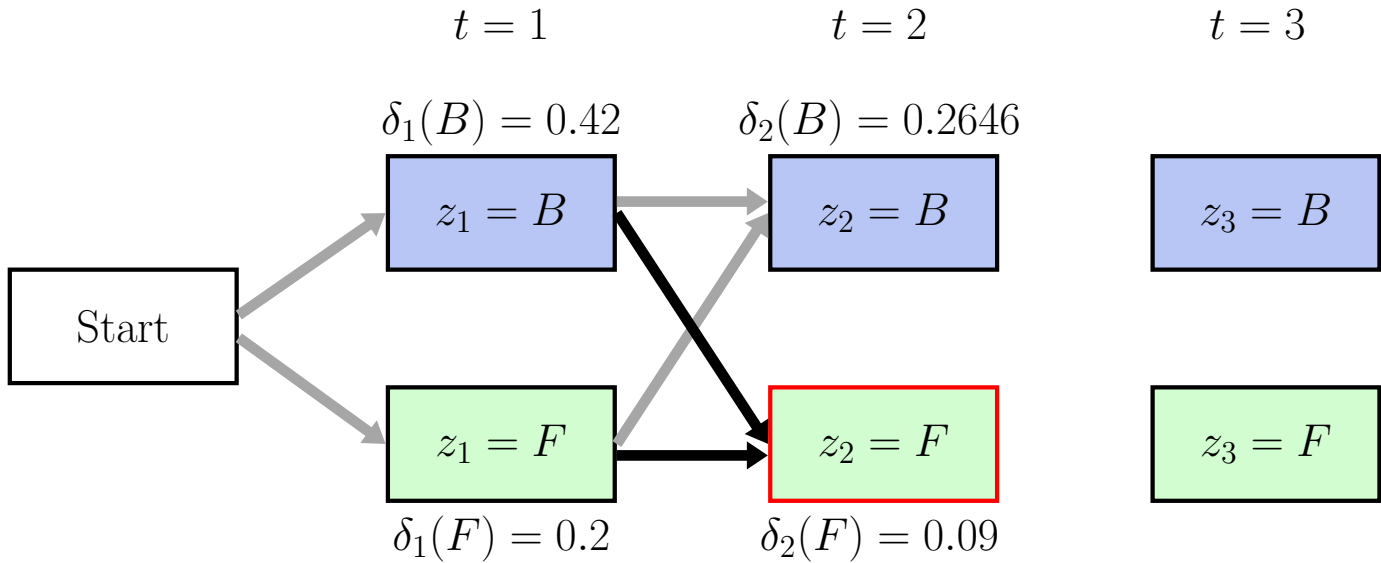 t = 1
t = 2
t = 3
δ₁(B) = 0.42
δ₂(B) = 0.2646
z₁ = B
z₂ = B
z₃ = B
Start
z₁ = F
z₂ = F
z₃ = F
δ₁(F) = 0.2
δ₂(F) = 0.09